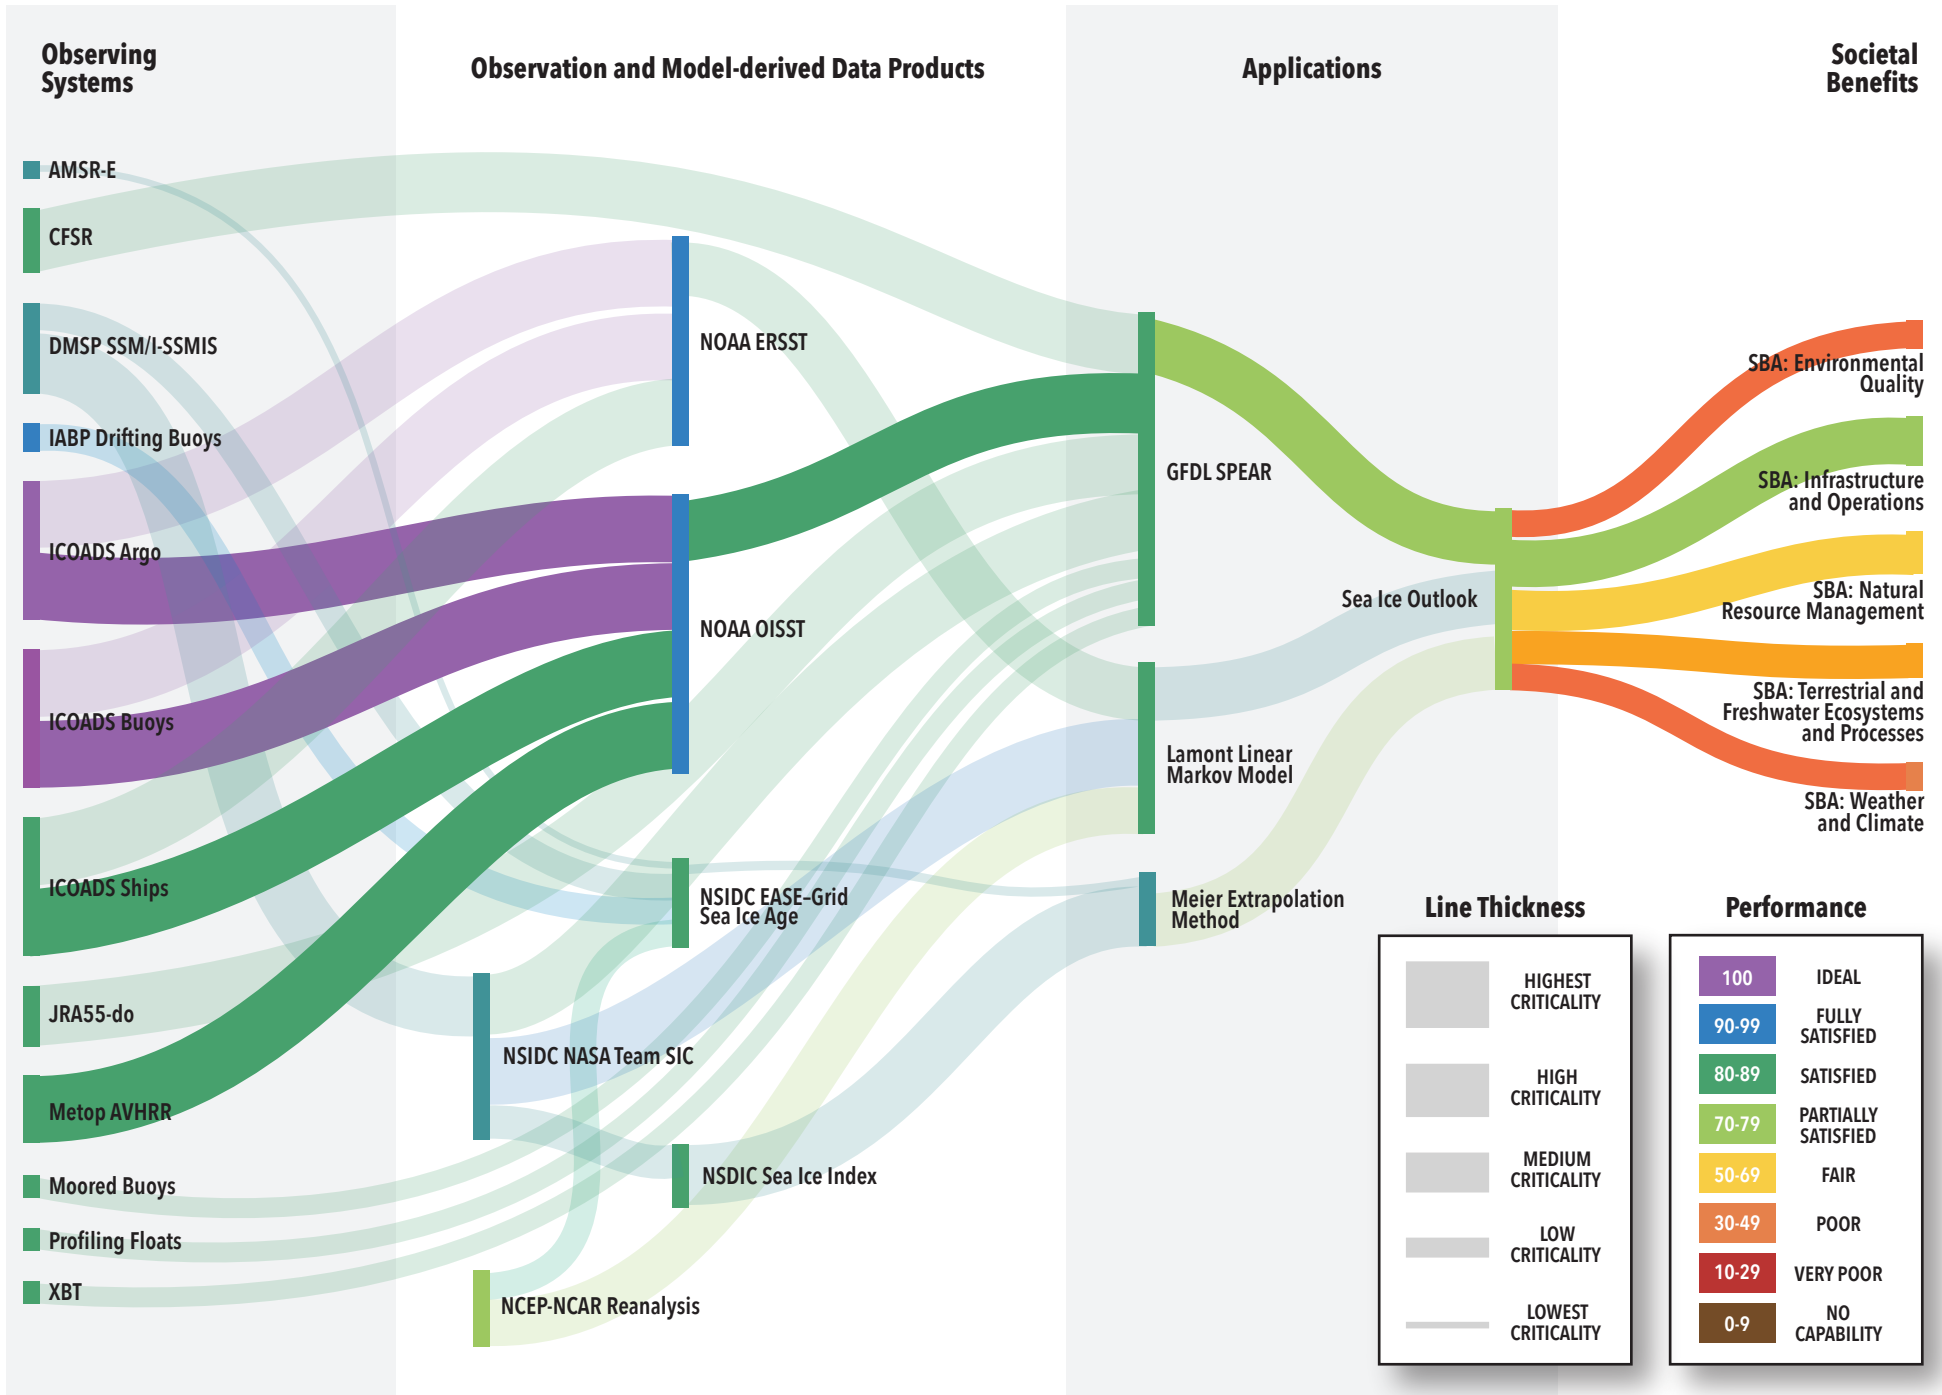 Observing
Systems
Observation and Model-derived Data Products
Applications
Societal
Benefits
AMSR-E
CFSR
DMSP SSM/I-SSMIS
IABP Drifting Buoys
ICOADS Argo
ICOADS Buoys
ICOADS Ships
JRA55-do
Metop AVHRR
Moored Buoys
Profiling Floats
XBT
NOAA ERSST
NOAA OISST
NSIDC EASE–Grid
Sea Ice Age
NSIDC NASA Team SIC
NSDIC Sea Ice Index
NCEP-NCAR Reanalysis
GFDL SPEAR
Lamont Linear
Markov Model
Meier Extrapolation
Method
Sea Ice Outlook
SBA: Environmental
Quality
SBA: Infrastructure
and Operations
SBA: Natural
Resource Management
SBA: Terrestrial and
Freshwater Ecosystems
and Processes
SBA: Weather
and Climate
Line Thickness
HIGHEST
CRITICALITY
HIGH
CRITICALITY
MEDIUM
CRITICALITY
LOW
CRITICALITY
LOWEST
CRITICALITY
Performance
100 IDEAL
90-99 FULLY
SATISFIED
80-89 SATISFIED
70-79 PARTIALLY
SATISFIED
50-69 FAIR
30-49 POOR
10-29 VERY POOR
0-9 NO
CAPABILITY